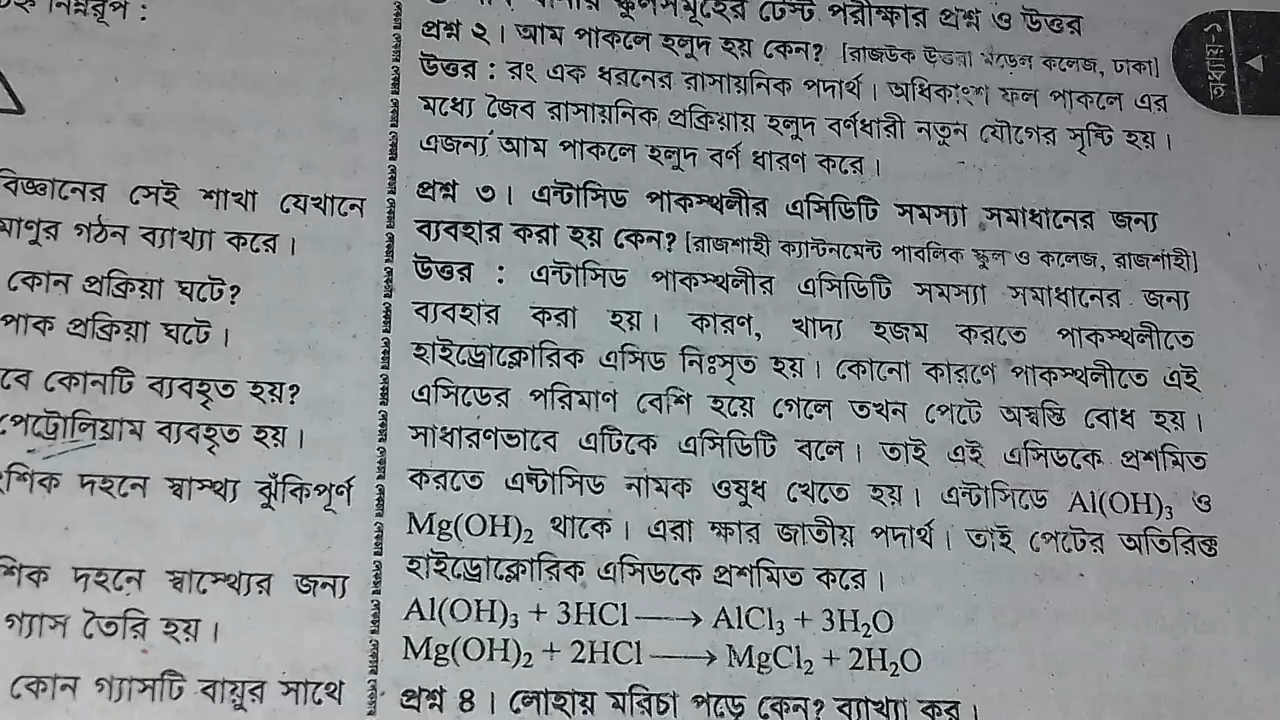 নিম্নরূপ :
বিজ্ঞানের সেই শাখা যেখানে
মাণুর গঠন ব্যাখ্যা করে।
কোন প্রক্রিয়া ঘটে?
পাক প্রক্রিয়া ঘটে।
বে কোনটি ব্যবহৃত হয়?
পেট্রোলিয়াম ব্যবহৃত হয়।
শিক দহনে স্বাস্থ্য ঝুঁকিপূর্ণ
শিক দহনে স্বাস্থ্যের জন্য
গ্যাস তৈরি হয়।
কোন গ্যাসটি বায়ুর সাথে
স্কুলসমূহের টেস্ট পরীক্ষার প্রশ্ন ও উত্তর
প্রশ্ন ২। আম পাকলে হলুদ হয় কেন? [রাজউক উত্তরা মডেল কলেজ, ঢাকা]
উত্তর : রং এক ধরনের রাসায়নিক পদার্থ। অধিকাংশ ফল পাকলে এর
মধ্যে জৈব রাসায়নিক প্রক্রিয়ায় হলুদ বর্ণধারী নতুন যৌগের সৃষ্টি হয়।
এজন্য আম পাকলে হলুদ বর্ণ ধারণ করে।
প্রশ্ন ৩। এন্টাসিড পাকস্থলীর এসিডিটি সমস্যা সমাধানের জন্য
ব্যবহার করা হয় কেন? [রাজশাহী ক্যান্টনমেন্ট পাবলিক স্কুল ও কলেজ, রাজশাহী]
উত্তর : এন্টাসিড পাকস্থলীর এসিডিটি সমস্যা সমাধানের জন্য
ব্যবহার করা হয়। কারণ, খাদ্য হজম করতে পাকস্থলীতে
হাইড্রোক্লোরিক এসিড নিঃসৃত হয়। কোনো কারণে পাকস্থলীতে এই
এসিডের পরিমাণ বেশি হয়ে গেলে তখন পেটে অস্বস্তি বোধ হয়।
সাধারণভাবে এটিকে এসিডিটি বলে। তাই এই এসিডকে প্রশমিত
করতে এন্টাসিড নামক ওষুধ খেতে হয়। এন্টাসিডে Al(OH)₃ ও
Mg(OH)₂ থাকে। এরা ক্ষার জাতীয় পদার্থ। তাই পেটের অতিরিক্ত
হাইড্রোক্লোরিক এসিডকে প্রশমিত করে।
Al(OH)₃ + 3HCl ⟶ AlCl₃ + 3H₂O
Mg(OH)₂ + 2HCl ⟶ MgCl₂ + 2H₂O
প্রশ্ন ৪। লোহায় মরিচা পড়ে কেন? ব্যাখ্যা কর।
অধ্যায়-১